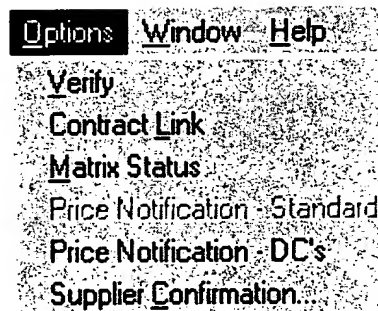 Options Window Help
Verify
Contract Link
Matrix Status
Price Notification - Standard
Price Notification - DC's
Supplier Confirmation...